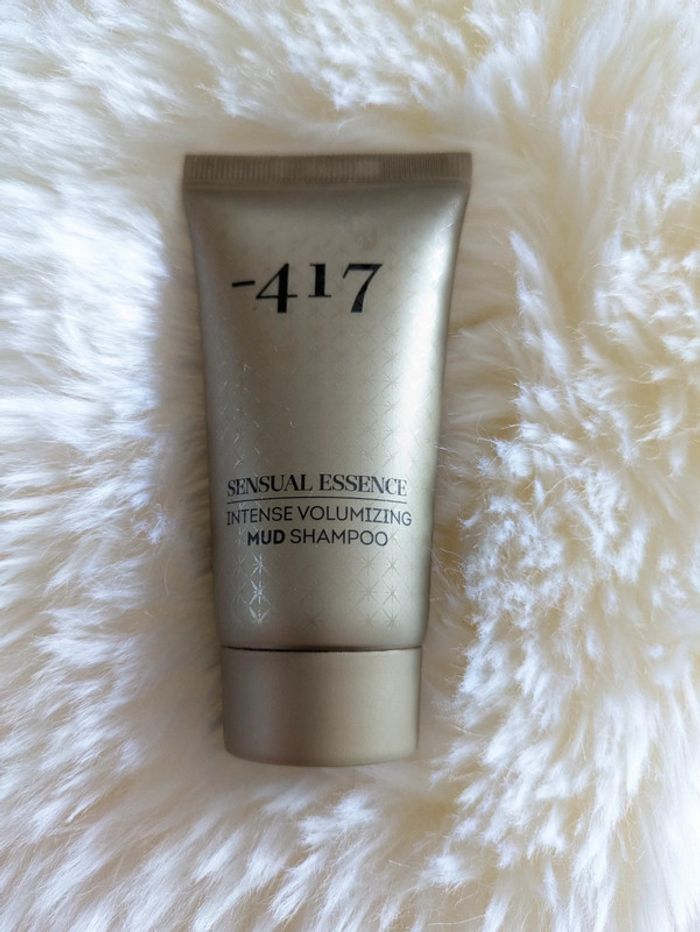 -417
SENSUAL ESSENCE
INTENSE VOLUMIZING
MUD SHAMPOO